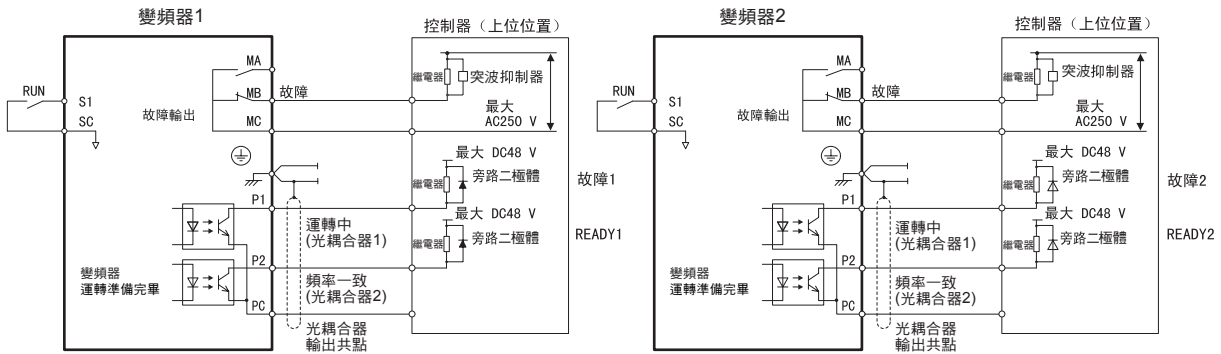 變頻器1
控制器（上位位置）
MA
繼電器
突波抑制器
RUN
S1
MB
故障
SC
故障輸出
MC
最大
AC250 V
最大 DC48 V
繼電器
旁路二極體
故障1
P1
運轉中
(光耦合器1)
最大 DC48 V
繼電器
旁路二極體
READY1
P2
變頻器
運轉準備完畢
頻率一致
(光耦合器2)
PC
光耦合器
輸出共點
變頻器2
控制器（上位位置）
MA
繼電器
突波抑制器
RUN
S1
MB
故障
SC
故障輸出
MC
最大
AC250 V
最大 DC48 V
繼電器
旁路二極體
故障2
P1
運轉中
(光耦合器1)
最大 DC48 V
繼電器
旁路二極體
READY2
P2
變頻器
運轉準備完畢
頻率一致
(光耦合器2)
PC
光耦合器
輸出共點